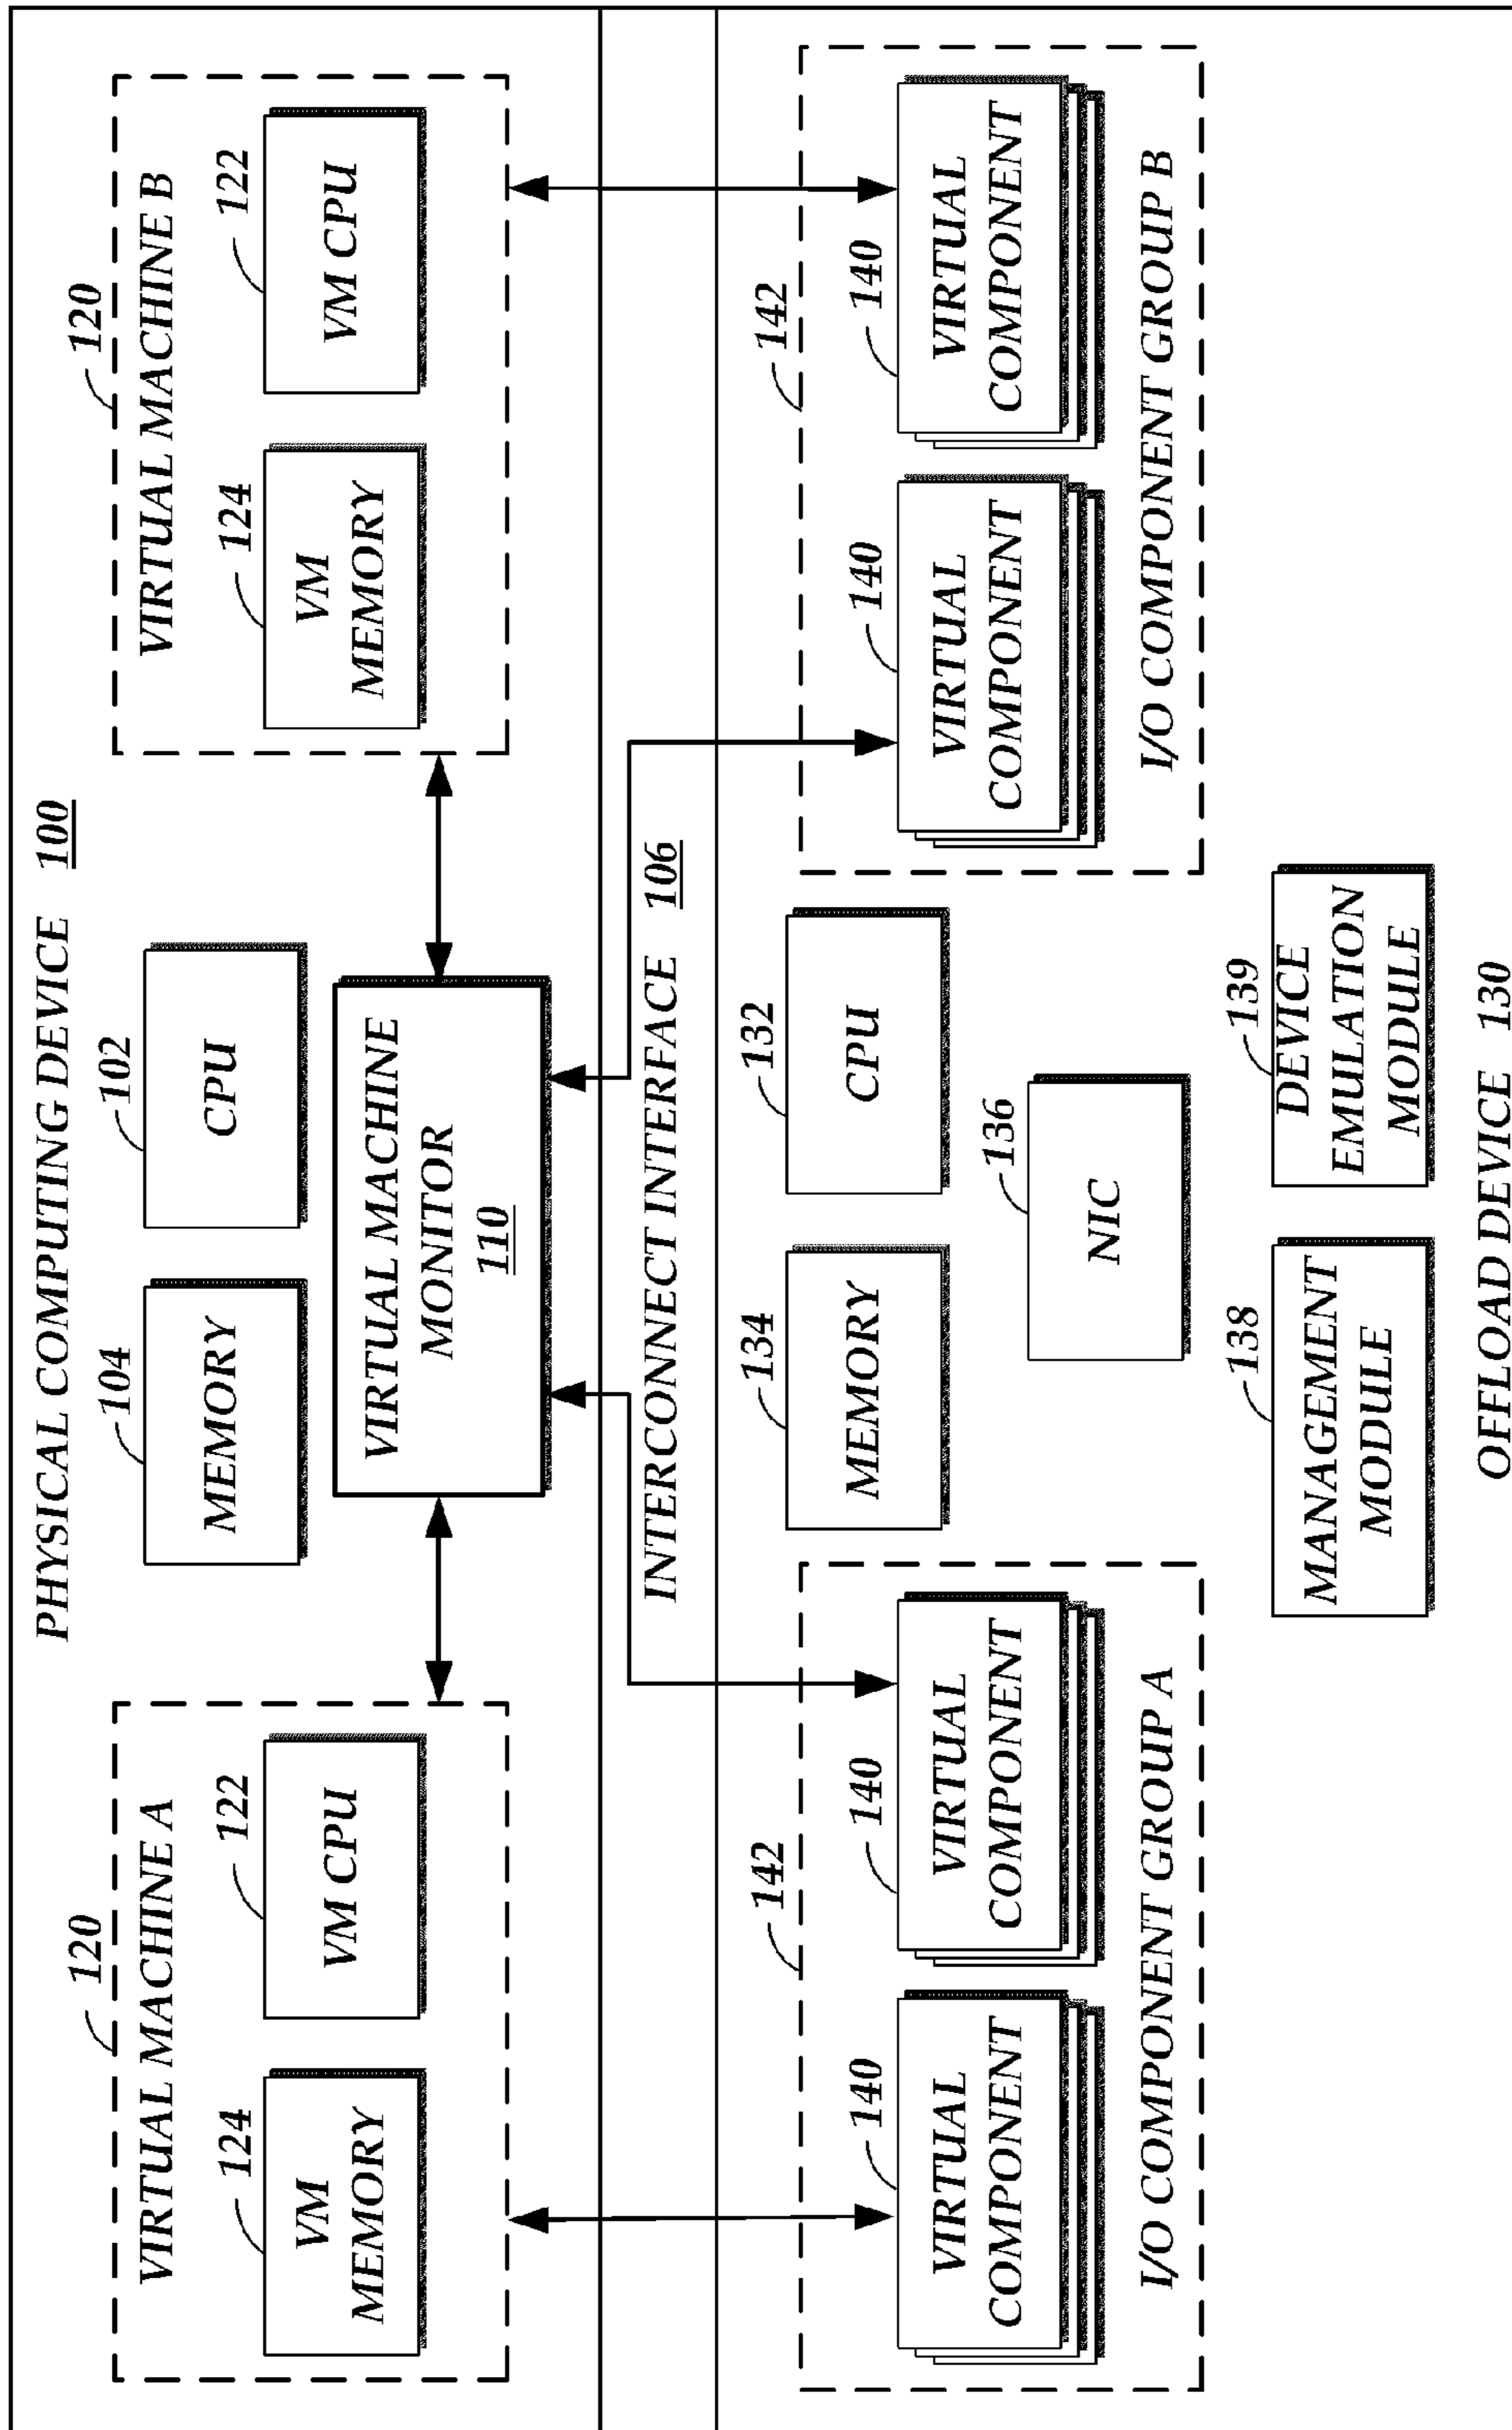 PHYSICAL COMPUTING DEVICE 100
120
VIRTUAL MACHINE A
124
VM
MEMORY
122
VM CPU
104
MEMORY
102
CPU
VIRTUAL MACHINE
MONITOR
110
120
VIRTUAL MACHINE B
124
VM
MEMORY
122
VM CPU
INTERCONNECT INTERFACE 106
142
140
VIRTUAL
COMPONENT
140
VIRTUAL
COMPONENT
I/O COMPONENT GROUP A
134
MEMORY
132
CPU
136
NIC
138
MANAGEMENT
MODULE
139
DEVICE
EMULATION
MODULE
142
140
VIRTUAL
COMPONENT
140
VIRTUAL
COMPONENT
I/O COMPONENT GROUP B
OFFLOAD DEVICE 130